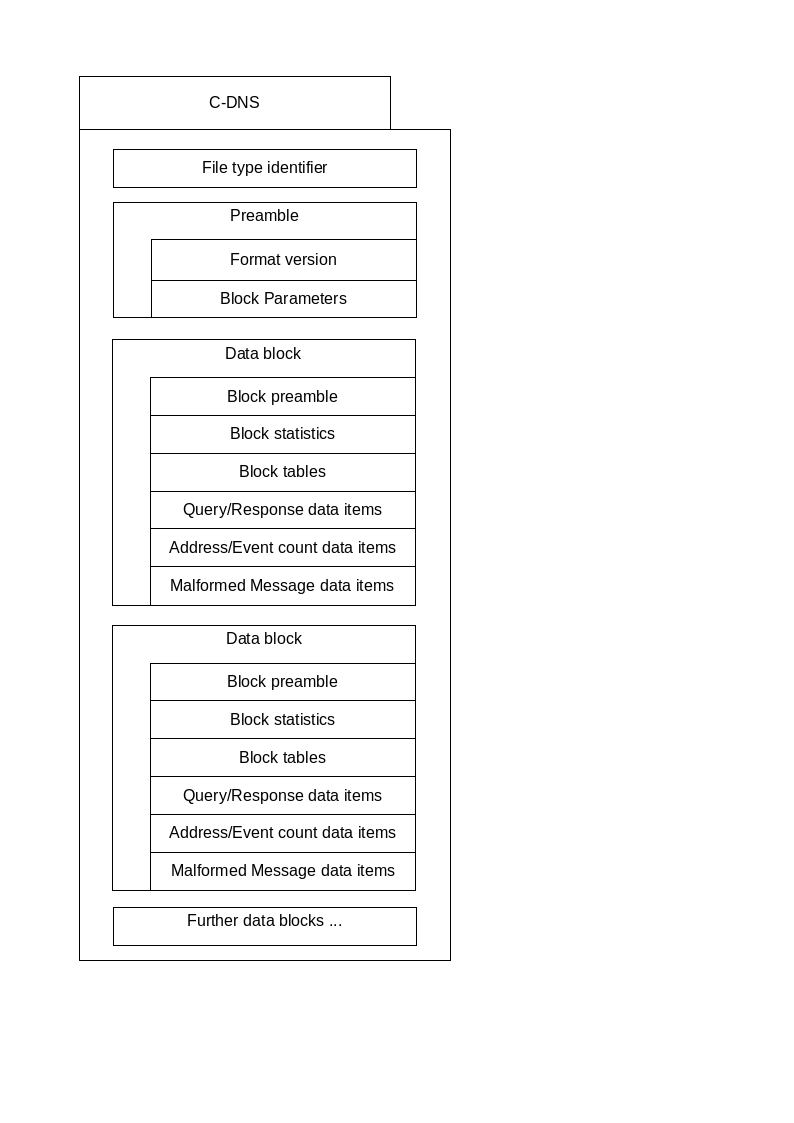 C-DNS
File type identifier
Preamble
Format version
Block Parameters
Data block
Block preamble
Block statistics
Block tables
Query/Response data items
Address/Event count data items
Malformed Message data items
Data block
Block preamble
Block statistics
Block tables
Query/Response data items
Address/Event count data items
Malformed Message data items
Further data blocks ...